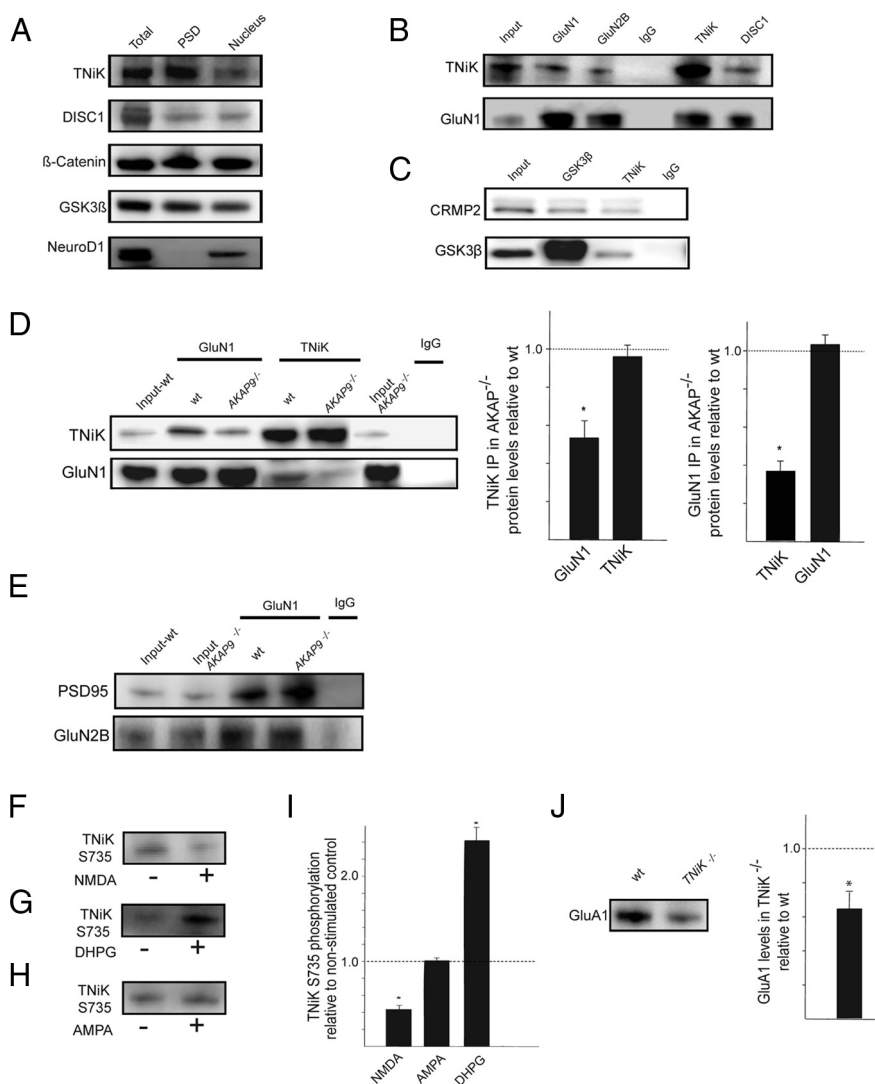 A
Total PSD Nucleus
TNiK
DISC1
ß-Catenin
GSK3ß
NeuroD1
B
Input GluN1 GluN2B IgG TNiK DISC1
TNiK
GluN1
C
Input GSK3β TNiK IgG
CRMP2
GSK3β
D
GluN1 TNiK IgG
Input-wt wt AKAP9-/- wt AKAP9-/- Input AKAP9-/-
TNiK
GluN1
TNiK IP in AKAP-/-
protein levels relative to wt
1.0
*
GluN1 TNiK
GluN1 IP in AKAP-/-
protein levels relative to wt
1.0
*
TNiK GluN1
E
GluN1 IgG
Input-wt Input AKAP9 -/- wt AKAP9 -/-
PSD95
GluN2B
F
TNiK
S735
NMDA - +
G
TNiK
S735
DHPG - +
H
TNiK
S735
AMPA - +
I
TNiK S735 phosphorylation
relative to non-stimulated control
2.0
1.0
* *
NMDA AMPA DHPG
J
wt TNiK -/-
GluA1
GluA1 levels in TNiK -/-
relative to wt
1.0
*